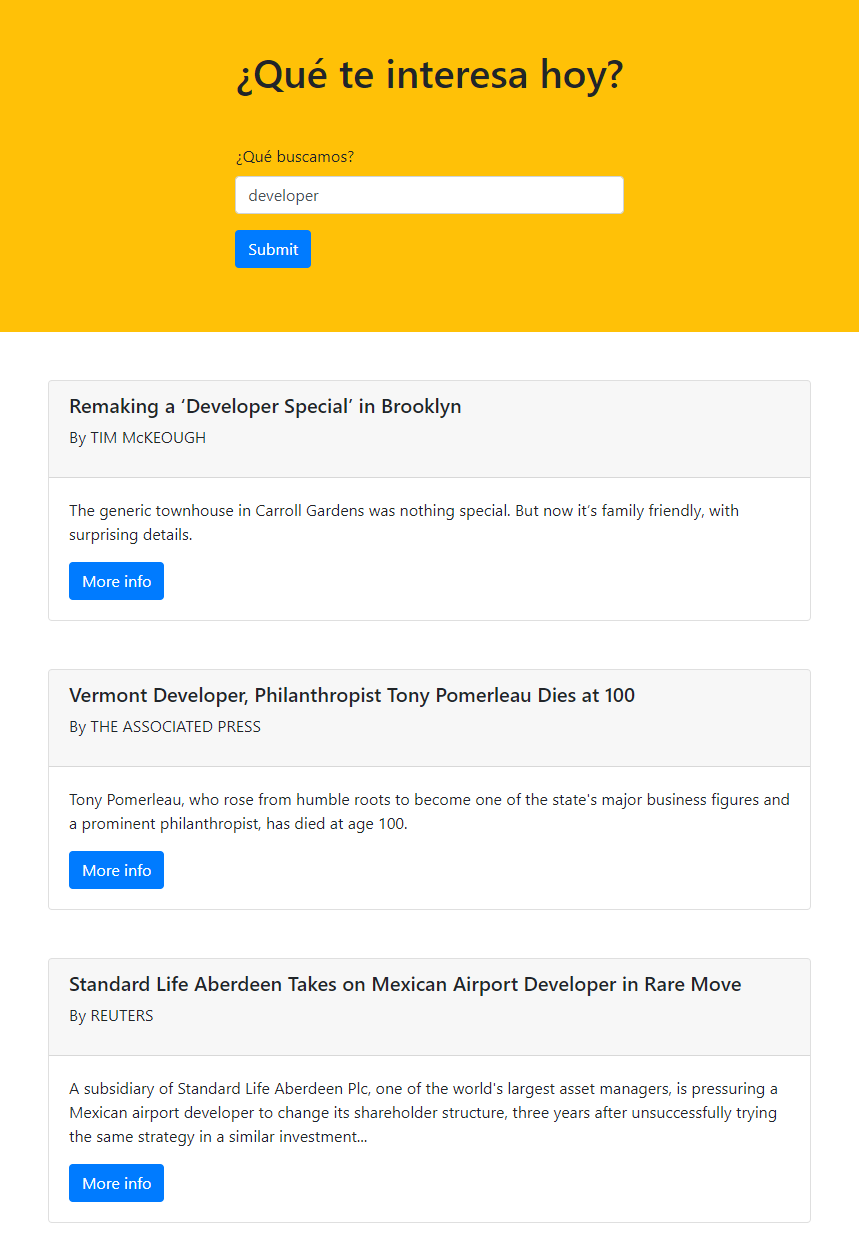 ¿Qué te interesa hoy?
¿Qué buscamos?
developer
Submit
Remaking a ‘Developer Special’ in Brooklyn
By TIM McKEOUGH
The generic townhouse in Carroll Gardens was nothing special. But now it’s family friendly, with
surprising details.
More info
Vermont Developer, Philanthropist Tony Pomerleau Dies at 100
By THE ASSOCIATED PRESS
Tony Pomerleau, who rose from humble roots to become one of the state's major business figures and
a prominent philanthropist, has died at age 100.
More info
Standard Life Aberdeen Takes on Mexican Airport Developer in Rare Move
By REUTERS
A subsidiary of Standard Life Aberdeen Plc, one of the world's largest asset managers, is pressuring a
Mexican airport developer to change its shareholder structure, three years after unsuccessfully trying
the same strategy in a similar investment...
More info